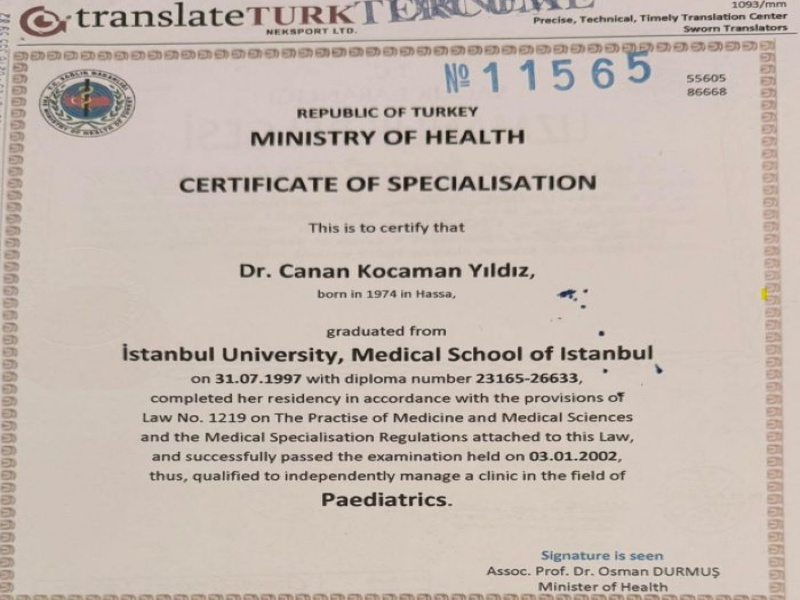 translateTURK
NEKSPORT LTD.
1093/mm
Precise, Technical, Timely Translation Center
Sworn Translators
№ 11565
55605
86668
REPUBLIC OF TURKEY
MINISTRY OF HEALTH
CERTIFICATE OF SPECIALISATION
This is to certify that
Dr. Canan Kocaman Yıldız,
born in 1974 in Hassa,
graduated from
İstanbul University, Medical School of Istanbul
on 31.07.1997 with diploma number 23165-26633,
completed her residency in accordance with the provisions of
Law No. 1219 on The Practise of Medicine and Medical Sciences
and the Medical Specialisation Regulations attached to this Law,
and successfully passed the examination held on 03.01.2002,
thus, qualified to independently manage a clinic in the field of
Paediatrics.
Signature is seen
Assoc. Prof. Dr. Osman DURMUŞ
Minister of Health